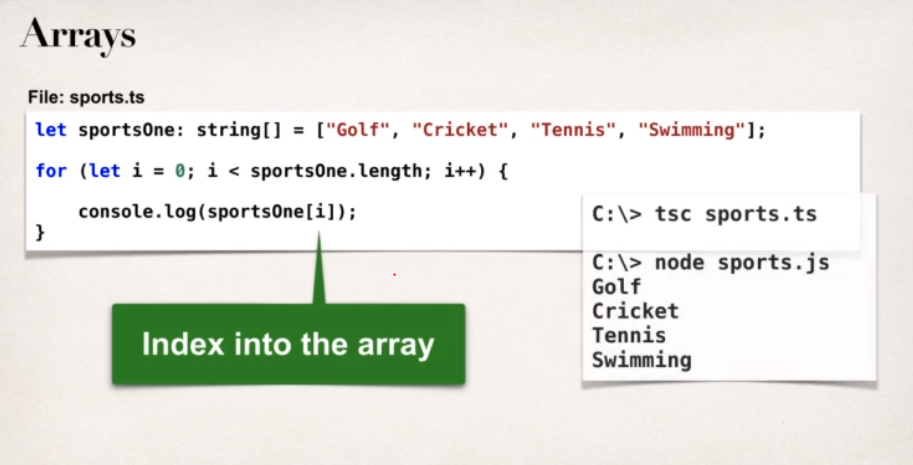 Arrays
File: sports.ts
let sportsOne: string[] = ["Golf", "Cricket", "Tennis", "Swimming"];
for (let i = 0; i < sportsOne.length; i++) {
console.log(sportsOne[i]);
}
Index into the array
C:\> tsc sports.ts
C:\> node sports.js
Golf
Cricket
Tennis
Swimming